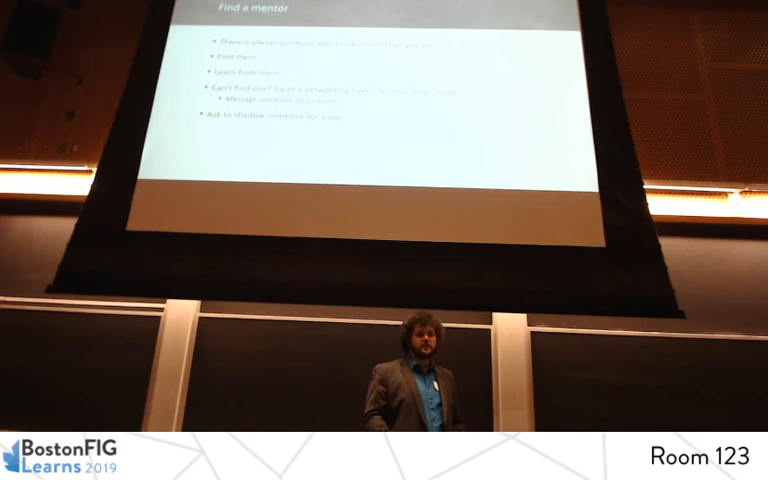 Find a mentor
There is always someone who knows more than you do
Find them
Learn from them
Can't find one? Go to a networking event
Message someone on LinkedIn
Ask to shadow someone for a day
BostonFIG
Learns 2019
Room 123